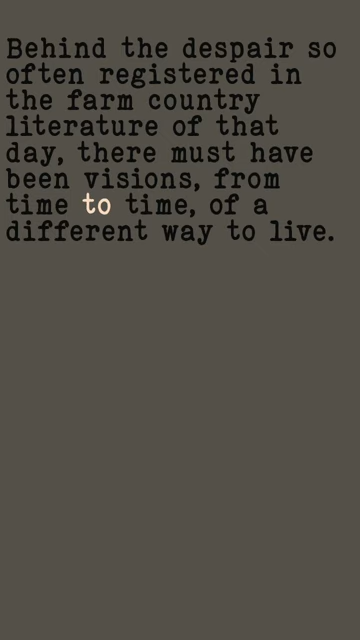 Behind the despair so
often registered in
the farm country
literature of that
day, there must have
been visions, from
time to time, of a
different way to live.